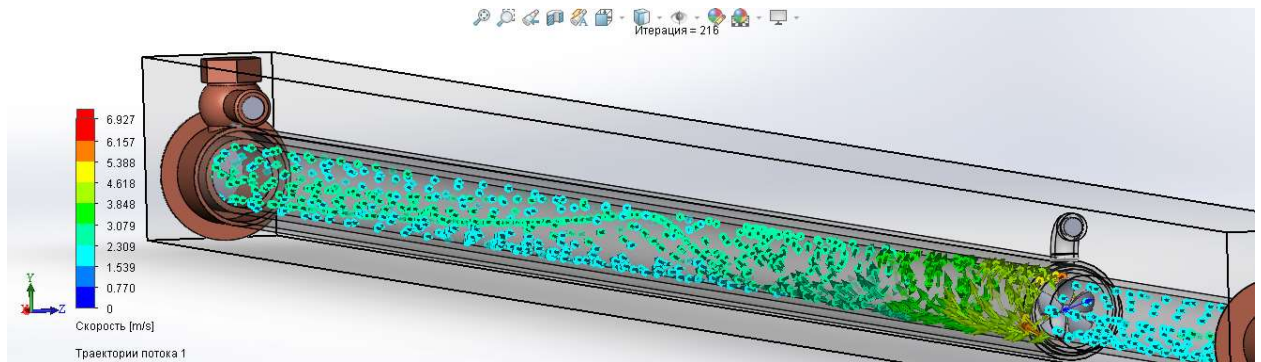 Итерация = 216
6.927
6.157
5.388
4.618
3.848
3.079
2.309
1.539
0.770
0
Скорость [m/s]
Траектории потока 1
Y
X
Z